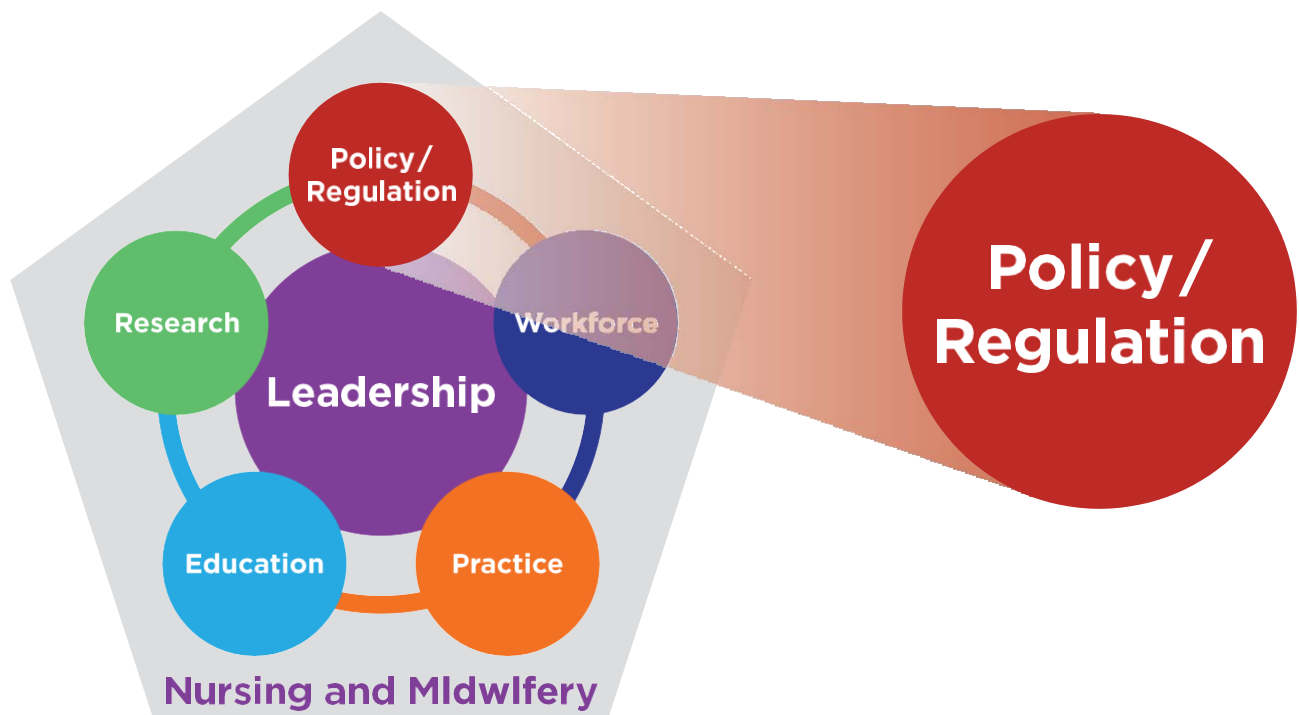 Policy/
Regulation
Research
Workforce
Leadership
Education
Practice
Nursing and MIdwIfery
Policy/
Regulation